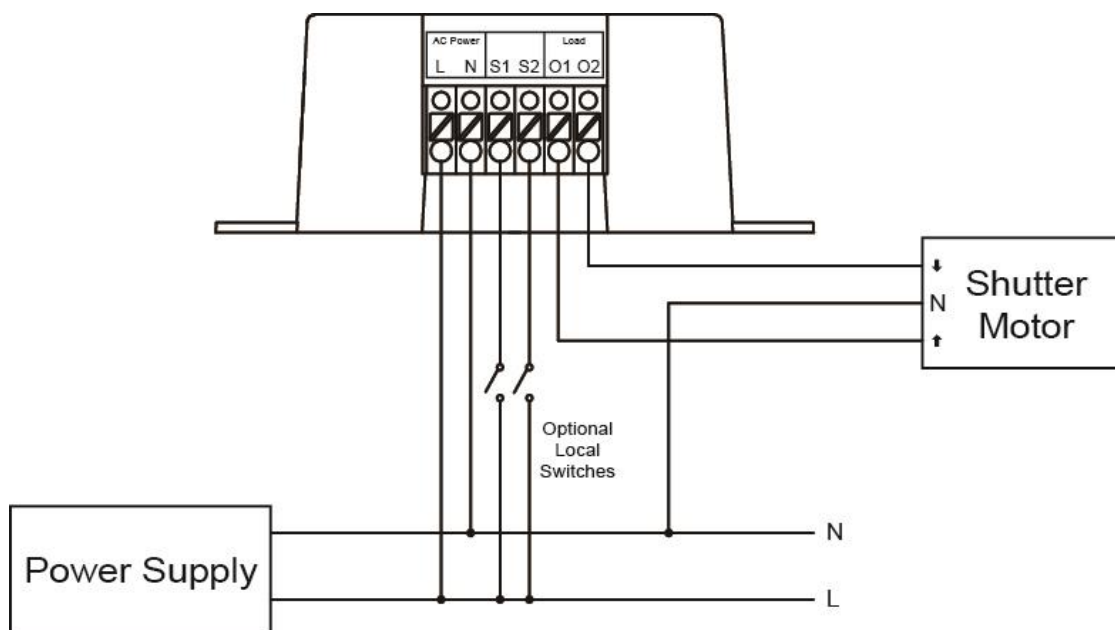 AC Power
Load
L N S1 S2 O1 O2
↓
N
↑
Shutter
Motor
Optional
Local
Switches
Power Supply
N
L